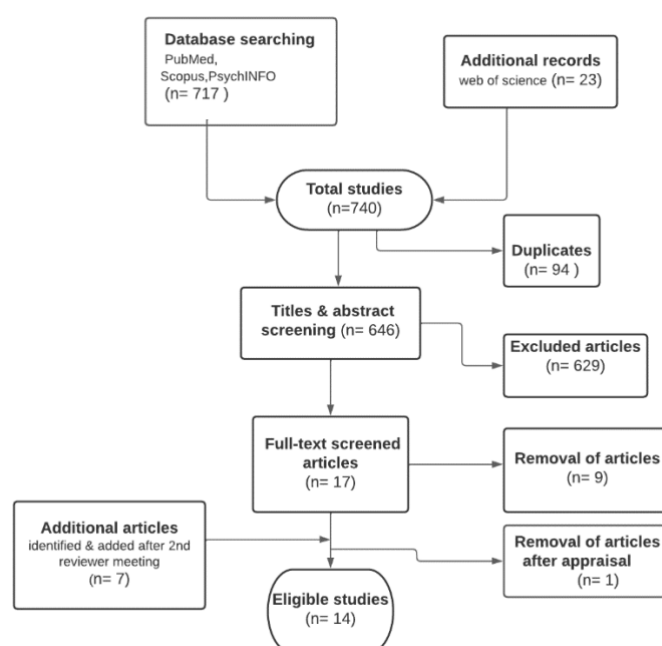 Database searching
PubMed,
Scopus,PsychINFO
(n= 717 )
Additional records
web of science (n= 23)
Total studies
(n=740)
Duplicates
(n= 94 )
Titles & abstract
screening (n= 646)
Excluded articles
(n= 629)
Full-text screened
articles
(n= 17)
Removal of articles
(n= 9)
Additional articles
identified & added after 2nd
reviewer meeting
(n= 7)
Removal of articles
after appraisal
(n= 1)
Eligible studies
(n= 14)